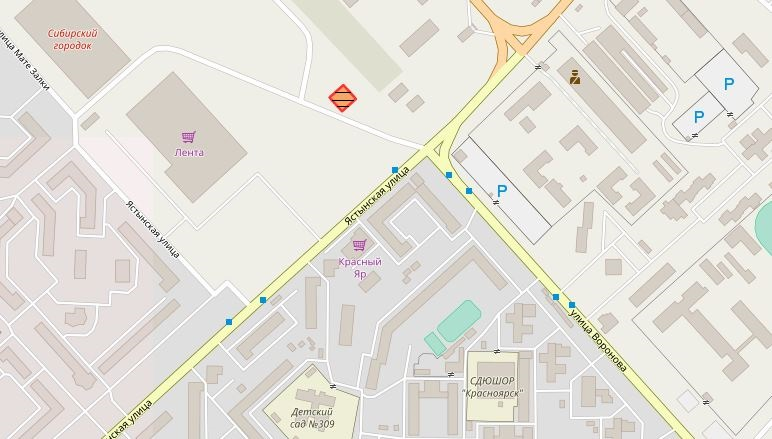 Сибирский
городок
улица Мате Залки
P
P
Лента
P
Ястынская улица
Ястынская улица
Красный
Яр
улица Воронова
СДЮШОР
"Красноярск"
Детский
сад №309
нская улица